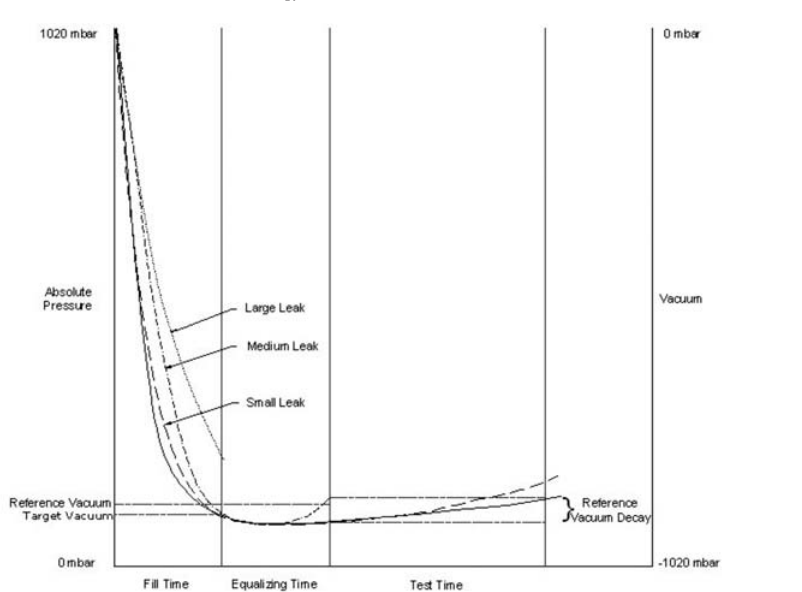 1020 mbar
0 mbar
Absolute
Pressure
Vacuum
Large Leak
Medium Leak
Small Leak
Reference Vacuum
Target Vacuum
Reference
Vacuum Decay
0 mbar
-1020 mbar
Fill Time
Equalizing Time
Test Time